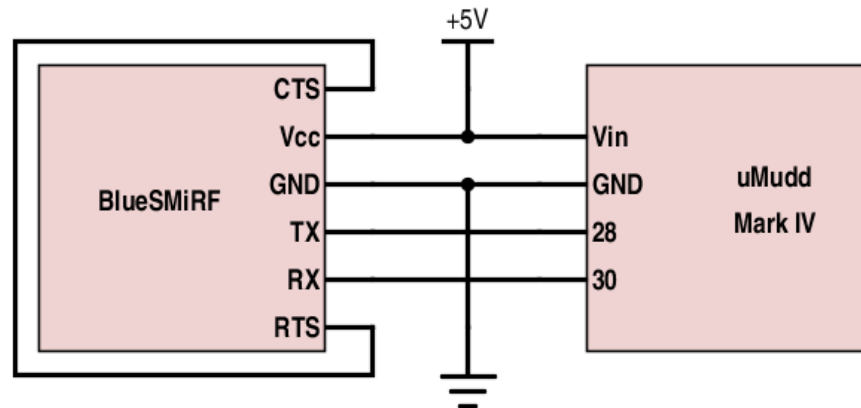 +5V
CTS
Vcc
Vin
GND
GND
BlueSMiRF
uMudd
Mark IV
TX
28
RX
30
RTS